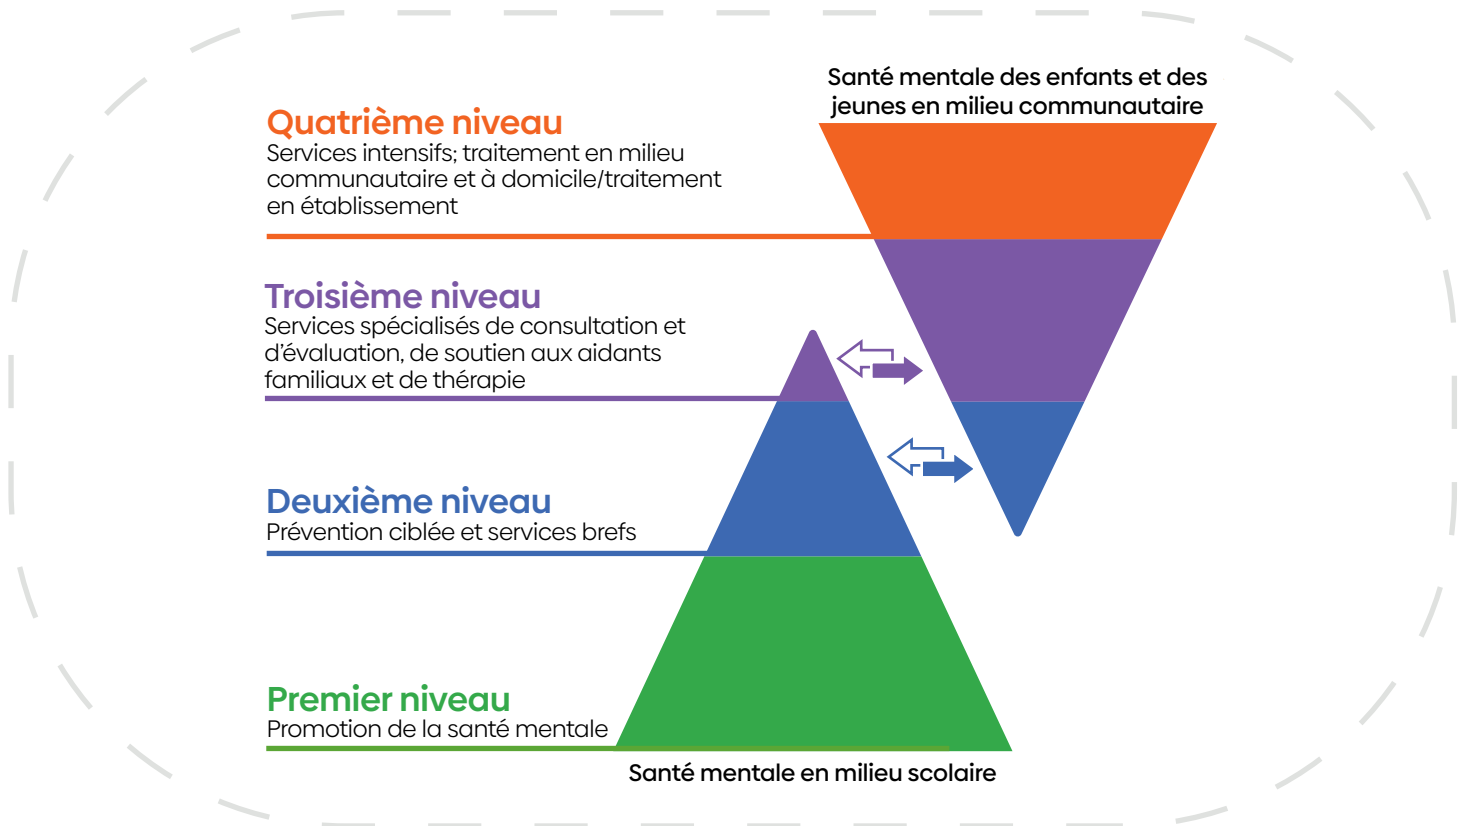 Santé mentale des enfants et des
jeunes en milieu communautaire
Quatrième niveau
Services intensifs; traitement en milieu
communautaire et à domicile/traitement
en établissement
Troisième niveau
Services spécialisés de consultation et
d'évaluation, de soutien aux aidants
familiaux et de thérapie
Deuxième niveau
Prévention ciblée et services brefs
Premier niveau
Promotion de la santé mentale
Santé mentale en milieu scolaire